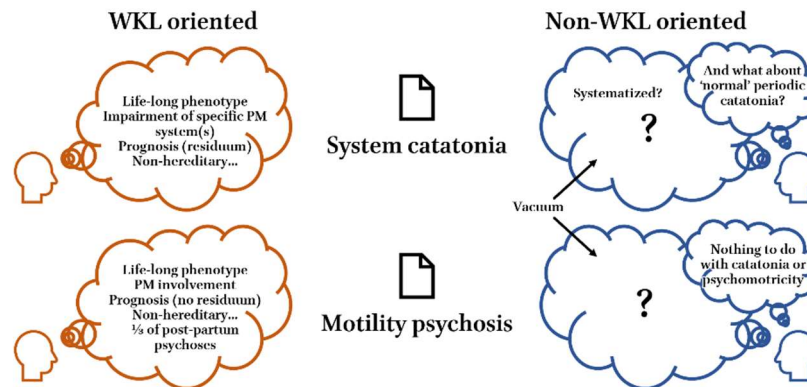 WKL oriented
Non-WKL oriented
Life-long phenotype
Impairment of specific PM
system(s)
Prognosis (residuum)
Non-hereditary...
System catatonia
Systematized?
?
And what about
'normal' periodic
catatonia?
Vacuum
Life-long phenotype
PM involvement
Prognosis (no residuum)
Non-hereditary...
⅓ of post-partum
psychoses
Motility psychosis
?
Nothing to do
with catatonia or
psychomotricity